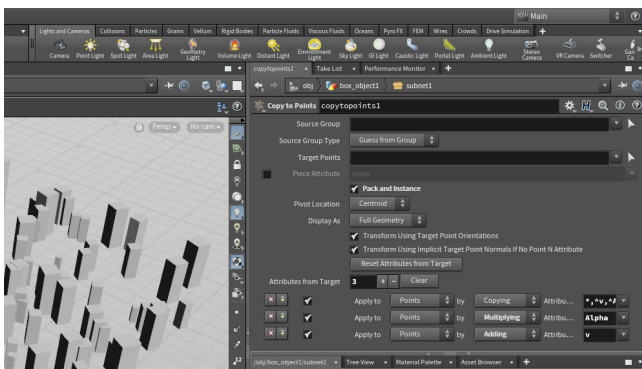 Main
Lights and Cameras Collisions Particles Grains Vellum Rigid Bodies Particle Fluids Viscous Fluids Oceans Pyro FX FEM Wires Crowds Drive Simulation +
Camera Point Light Spot Light Area Light Geometry Light Volume Light Distant Light Environment Light Sky Light GI Light Caustic Light Portal Light Ambient Light Stereo Camera VR Camera Switcher
copytopoints1 × Take List × Performance Monitor × +
obj box_object1 subnet1
Copy to Points copytopoints1
Persp No cam
Source Group
Source Group Type Guess from Group
Target Points
Piece Attribute name
Pack and Instance
Pivot Location Centroid
Display As Full Geometry
Transform Using Target Point Orientations
Transform Using Implicit Target Point Normals If No Point N Attribute
Reset Attributes from Target
Attributes from Target 3 + − Clear
Apply to Points by Copying Attribu... *,^v,^A
Apply to Points by Multiplying Attribu... Alpha
Apply to Points by Adding Attribu... v
/obj/box_object1/subnet1 × Tree View × Material Palette × Asset Browser × +